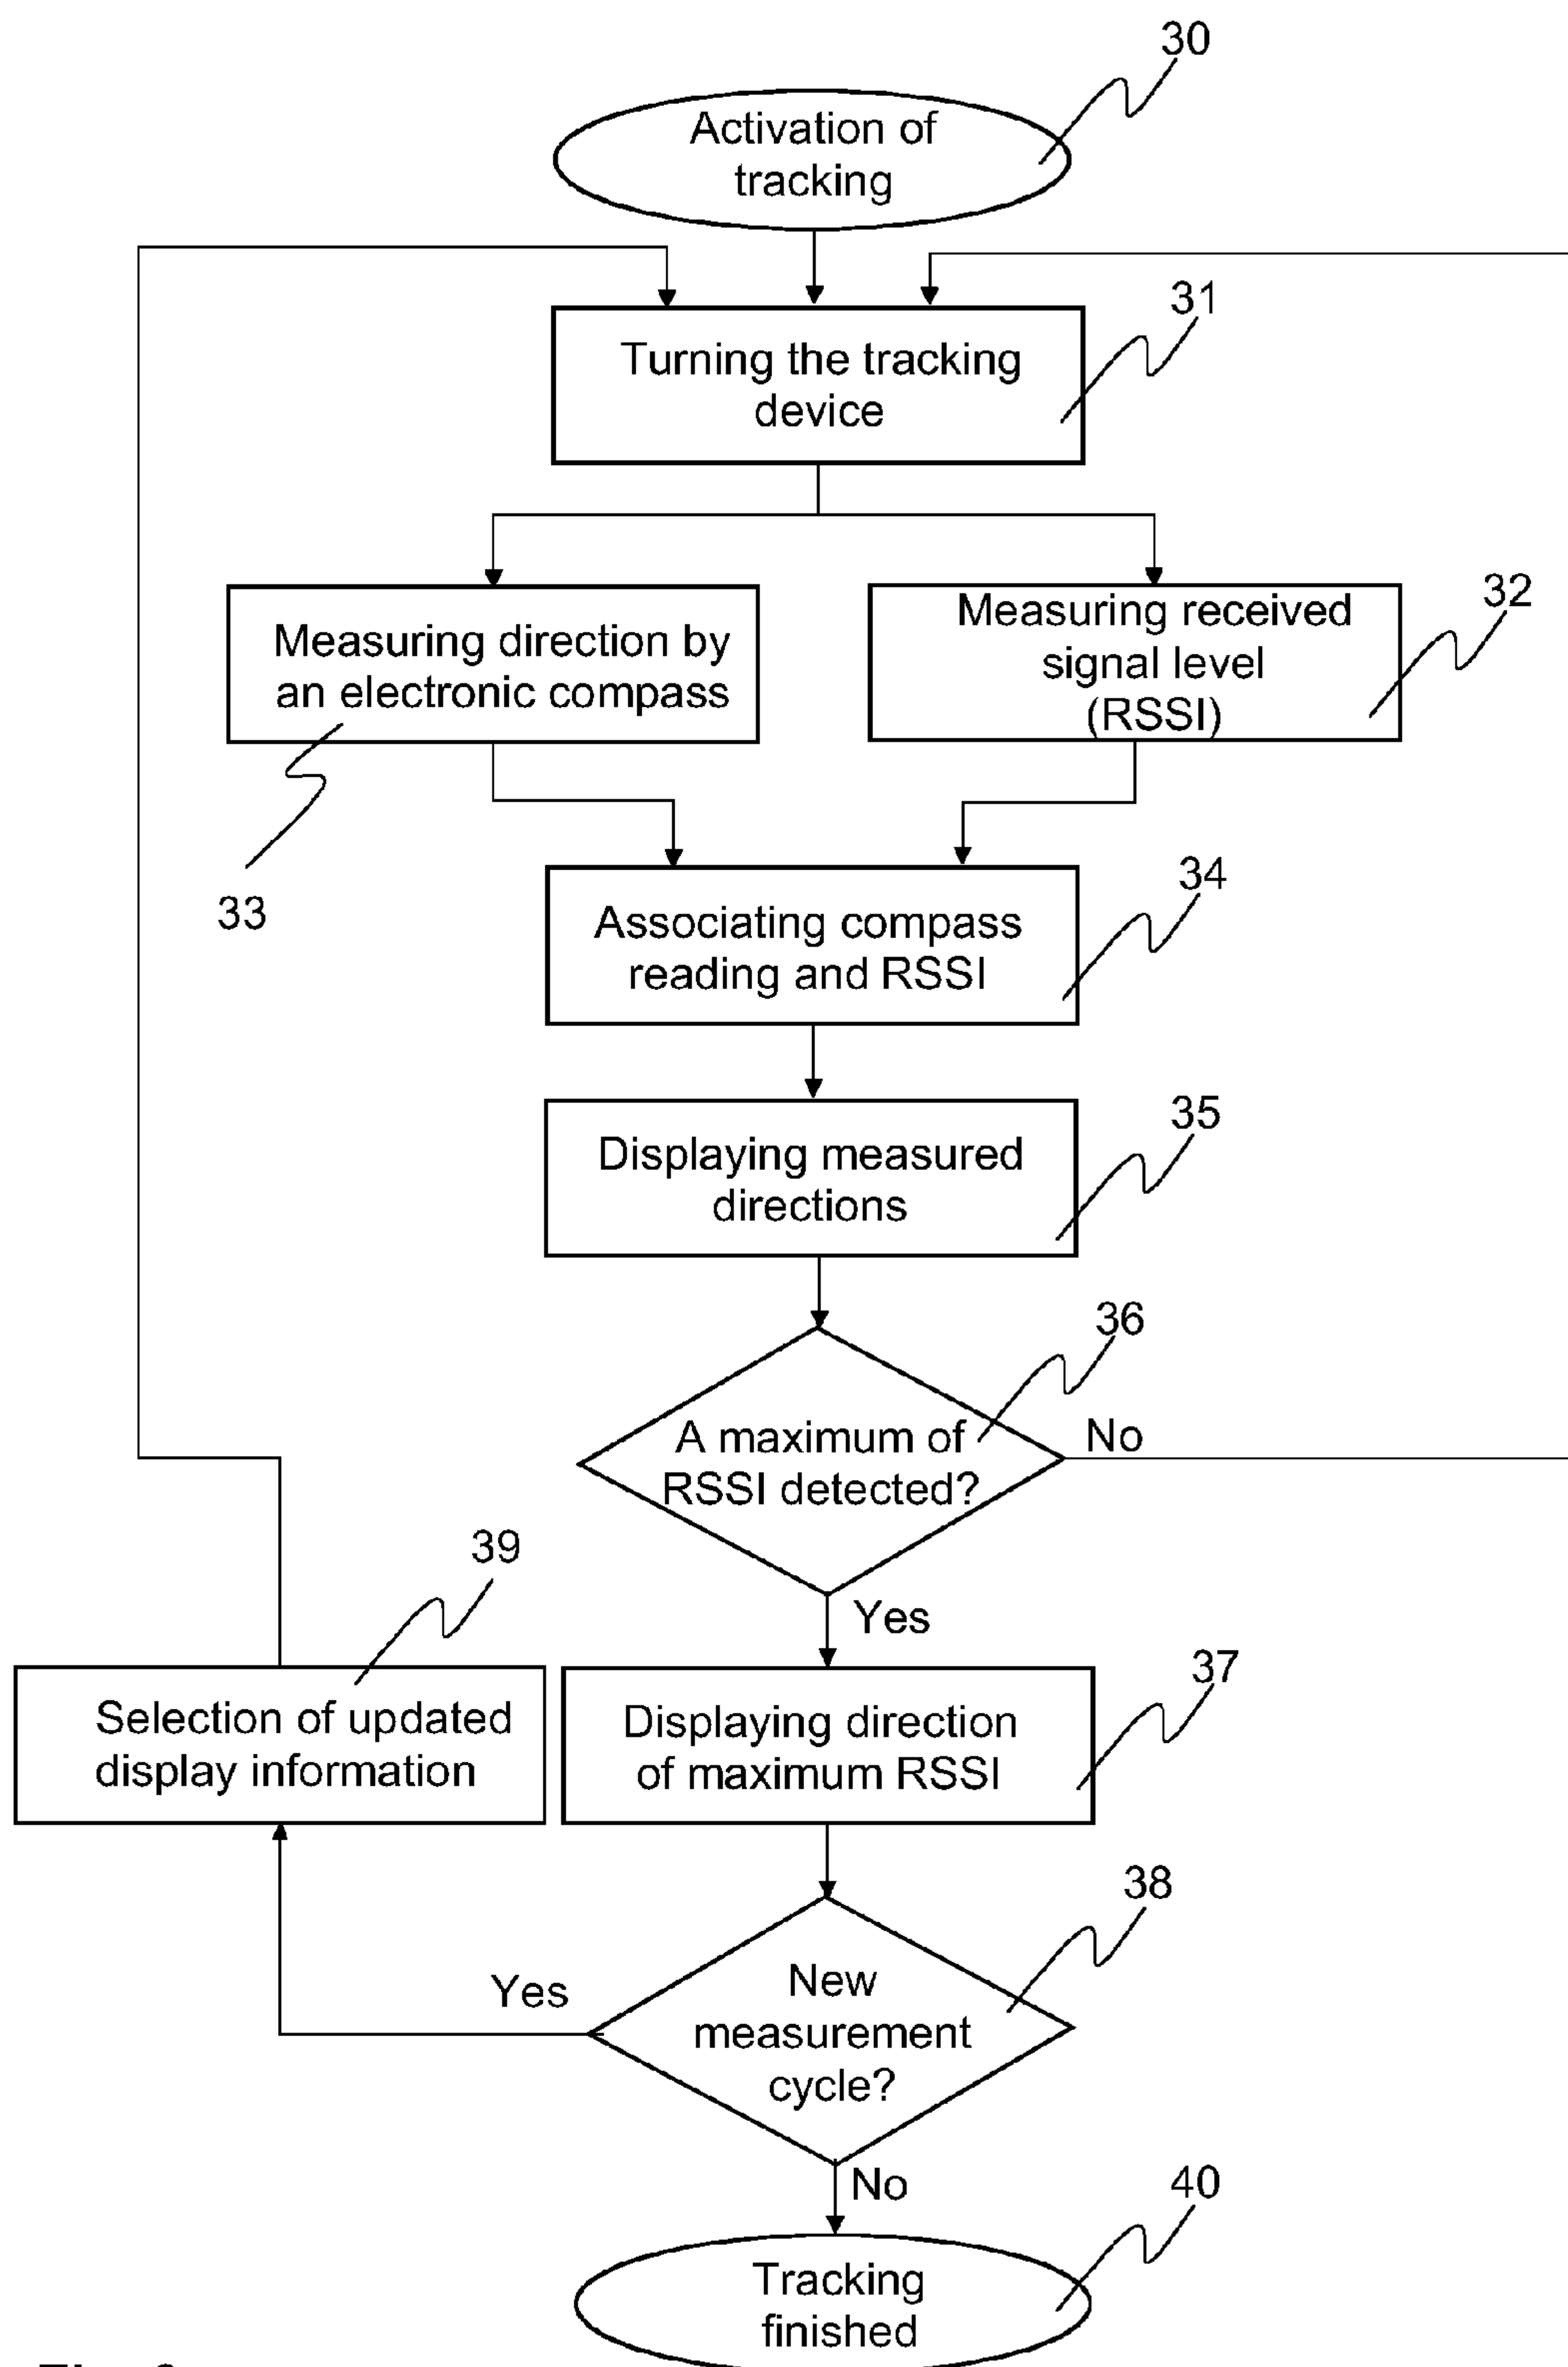 30
Activation of
tracking
31
Turning the tracking
device
32
Measuring direction by
an electronic compass
Measuring received
signal level
(RSSI)
33
34
Associating compass
reading and RSSI
35
Displaying measured
directions
36
A maximum of
RSSI detected?
No
39
Yes
37
Selection of updated
display information
Displaying direction
of maximum RSSI
38
Yes
New
measurement
cycle?
No
40
Tracking
finished